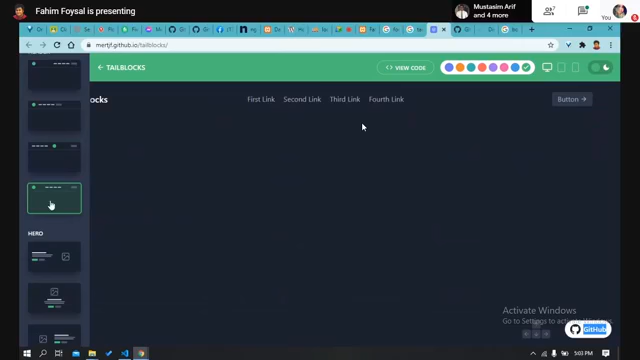 Fahim Foysal is presenting
Mustasim Arif
and 4 more
7
You
mertjf.github.io/tailblocks/
TAILBLOCKS
VIEW CODE
ocks
First Link
Second Link
Third Link
Fourth Link
Button
HERO
Activate Windows
Go to Settings to activate
GitHub
5:03 PM